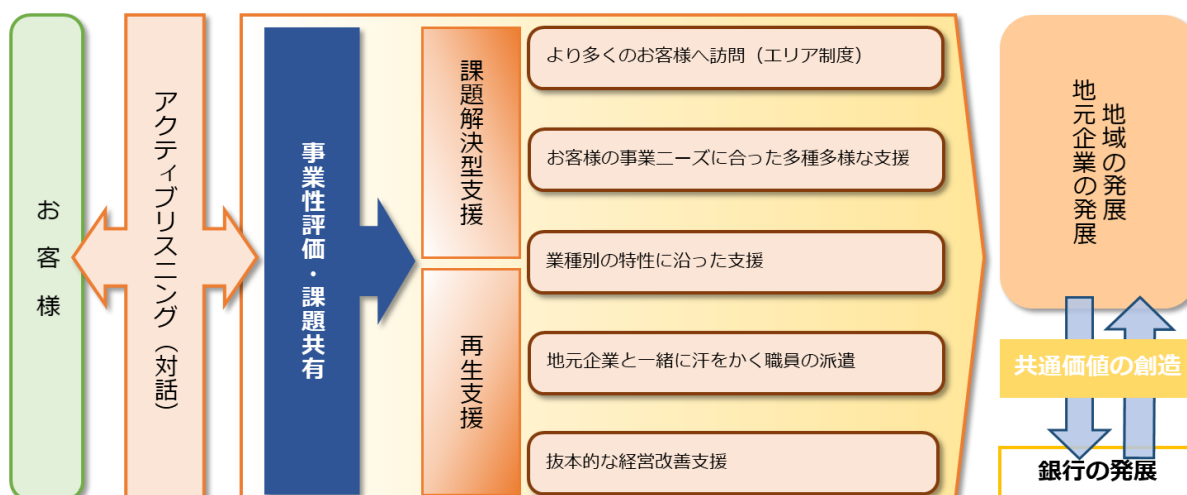 お客様
アクティブリスニング（対話）
事業性評価・課題共有
課題解決型支援
再生支援
より多くのお客様へ訪問（エリア制度）
お客様の事業ニーズに合った多種多様な支援
業種別の特性に沿った支援
地元企業と一緒に汗をかく職員の派遣
抜本的な経営改善支援
地域の発展
地元企業の発展
共通価値の創造
銀行の発展